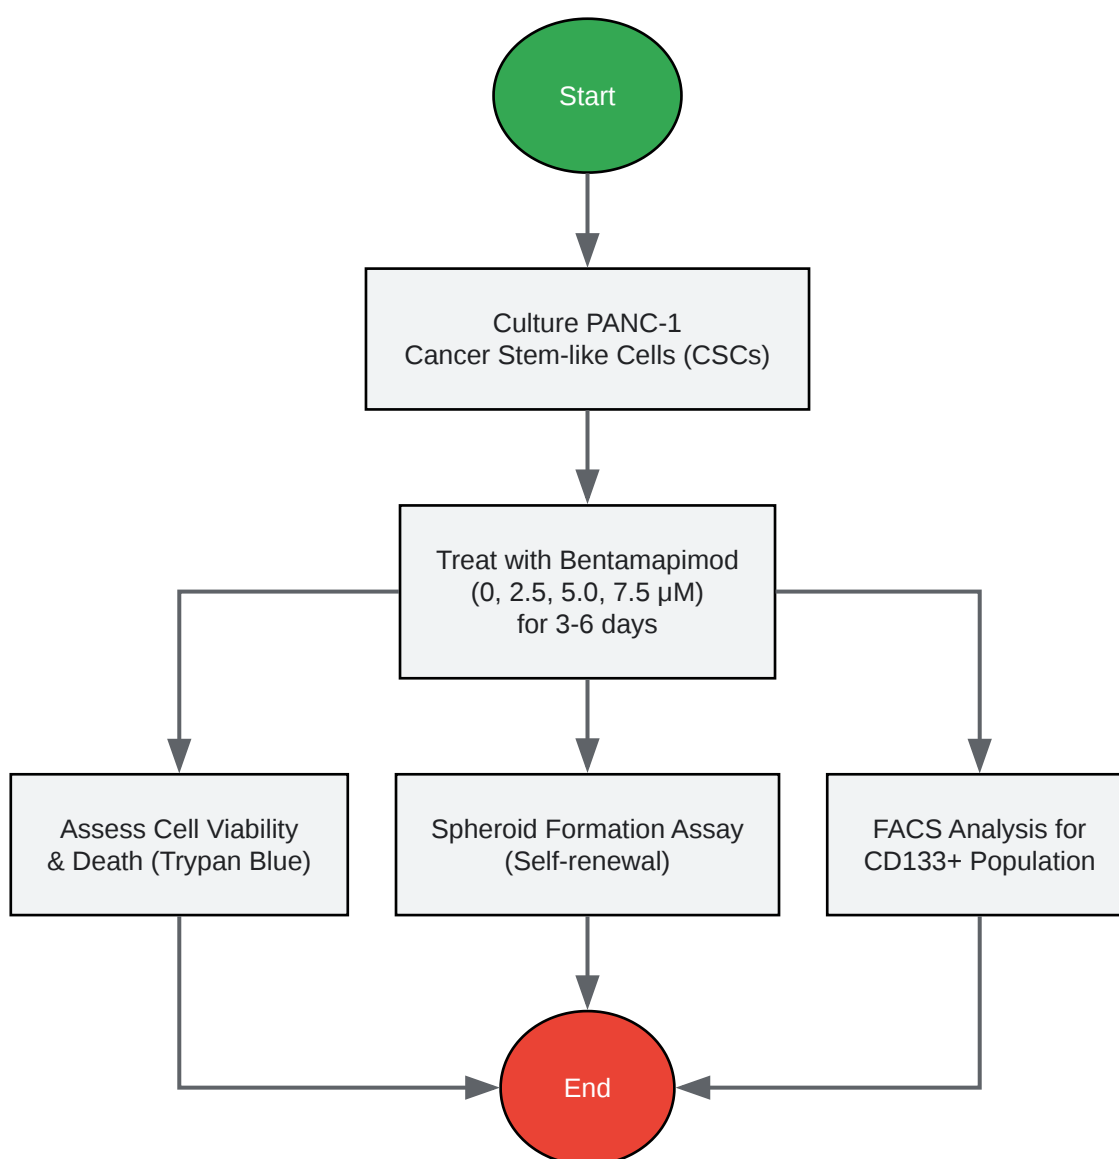 Start
Culture PANC-1
Cancer Stem-like Cells (CSCs)
Treat with Bentamapimod
(0, 2.5, 5.0, 7.5 μM)
for 3-6 days
Assess Cell Viability
& Death (Trypan Blue)
Spheroid Formation Assay
(Self-renewal)
FACS Analysis for
CD133+ Population
End